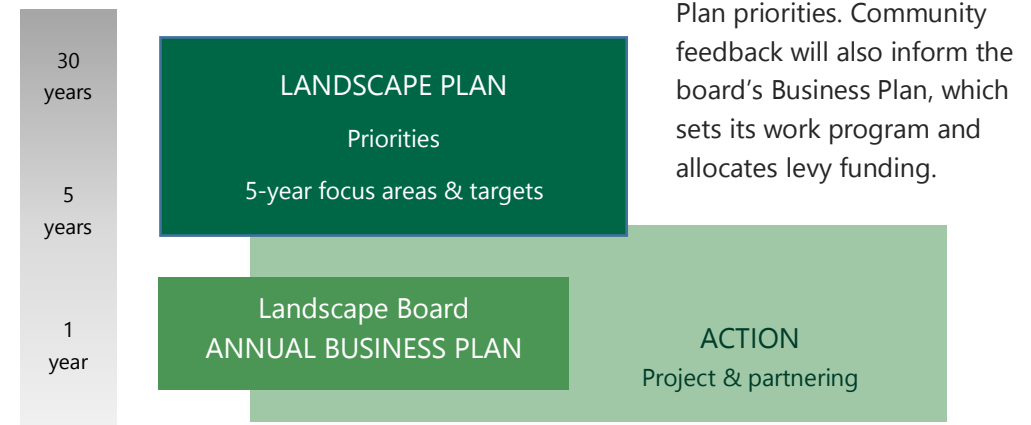 30
years
5
years
1
year
LANDSCAPE PLAN
Priorities
5-year focus areas & targets
Landscape Board
ANNUAL BUSINESS PLAN
ACTION
Project & partnering
Plan priorities. Community
feedback will also inform the
board’s Business Plan, which
sets its work program and
allocates levy funding.